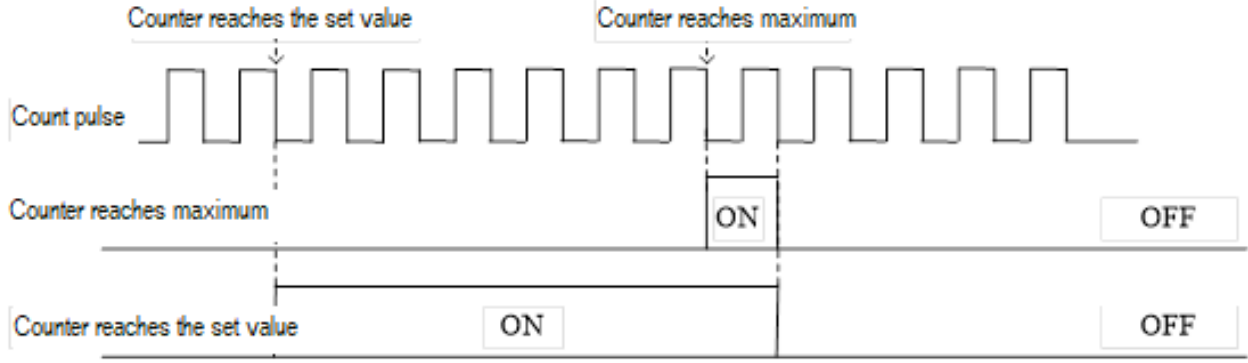 Counter reaches the set value
Counter reaches maximum
Count pulse
Counter reaches maximum
ON
OFF
Counter reaches the set value
ON
OFF